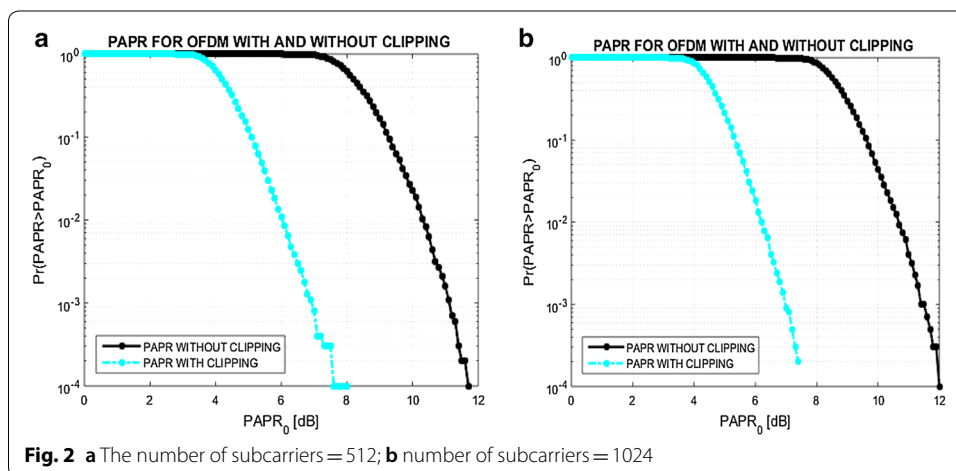 a
PAPR FOR OFDM WITH AND WITHOUT CLIPPING
10^0
10^-1
10^-2
10^-3
10^-4
Pr(PAPR>PAPR_0)
PAPR WITHOUT CLIPPING
PAPR WITH CLIPPING
0 2 4 6 8 10 12
PAPR_0 [dB]
b
PAPR FOR OFDM WITH AND WITHOUT CLIPPING
10^0
10^-1
10^-2
10^-3
10^-4
Pr(PAPR>PAPR_0)
PAPR WITHOUT CLIPPING
PAPR WITH CLIPPING
0 2 4 6 8 10 12
PAPR_0 [dB]
Fig. 2 a The number of subcarriers = 512; b number of subcarriers = 1024